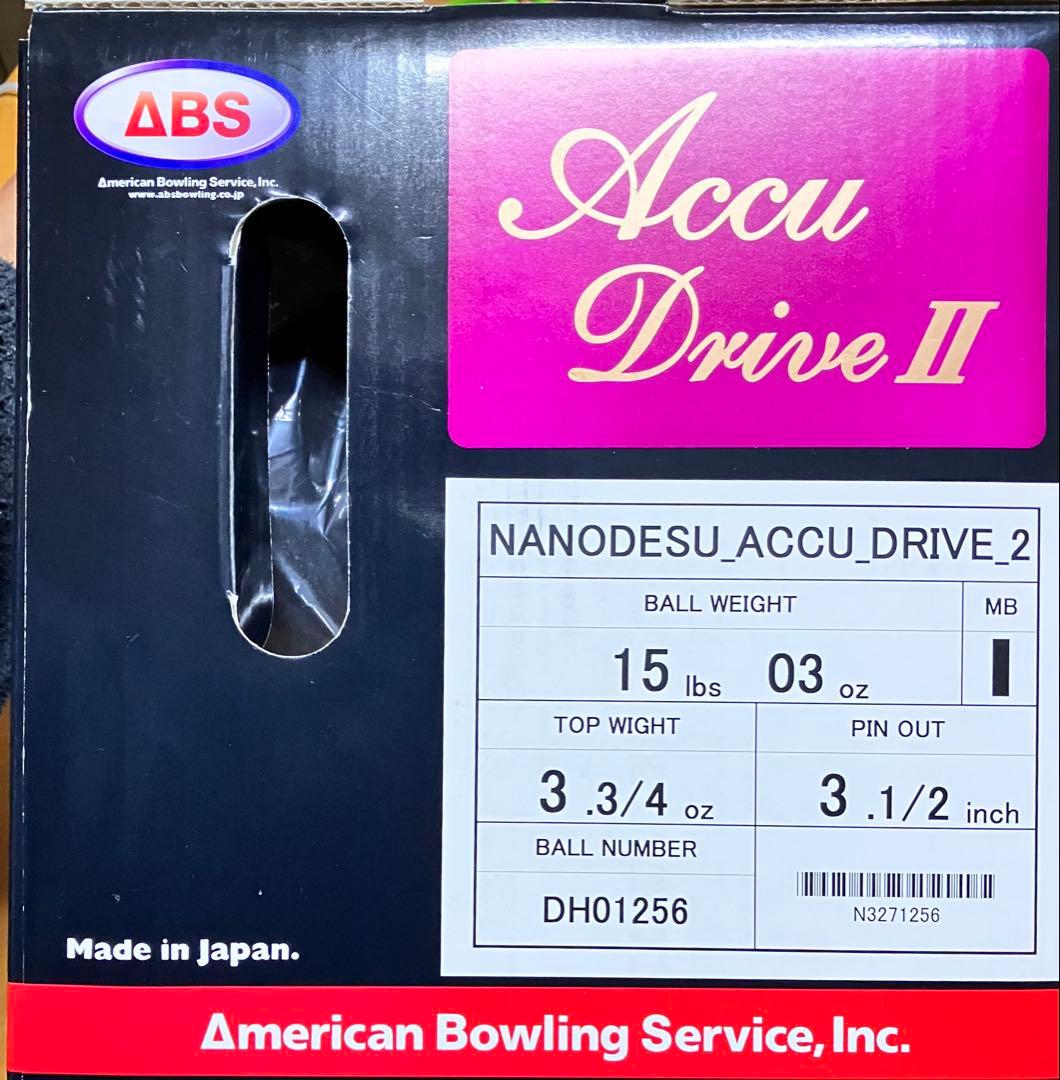 ABS
American Bowling Service, Inc.
www.absbowling.co.jp
Accu
Drive II
NANODESU_ACCU_DRIVE_2
BALL WEIGHT
MB
15 lbs 03 oz
I
TOP WIGHT
PIN OUT
3 .3/4 oz
3 .1/2 inch
BALL NUMBER
DH01256
N3271256
Made in Japan.
American Bowling Service, Inc.